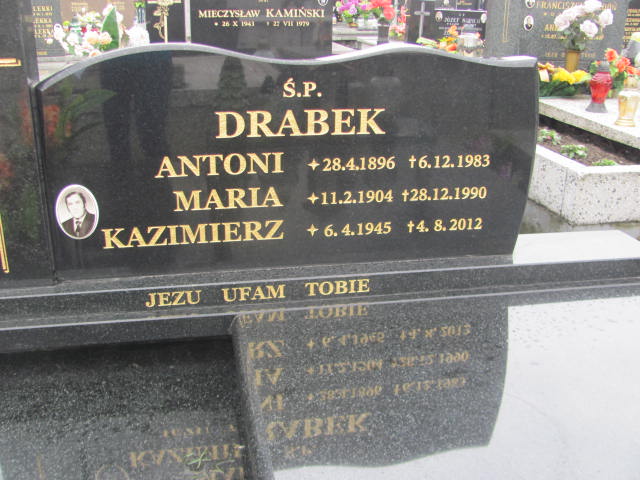 MIECZYSŁAW KAMIŃSKI
* 26 X 1941 † 27 VII 1979
Ś.P.
DRABEK
ANTONI ✦28.4.1896 †6.12.1983
MARIA ✦11.2.1904 †28.12.1990
KAZIMIERZ ✦6.4.1945 †4.8.2012
JEZU UFAM TOBIE